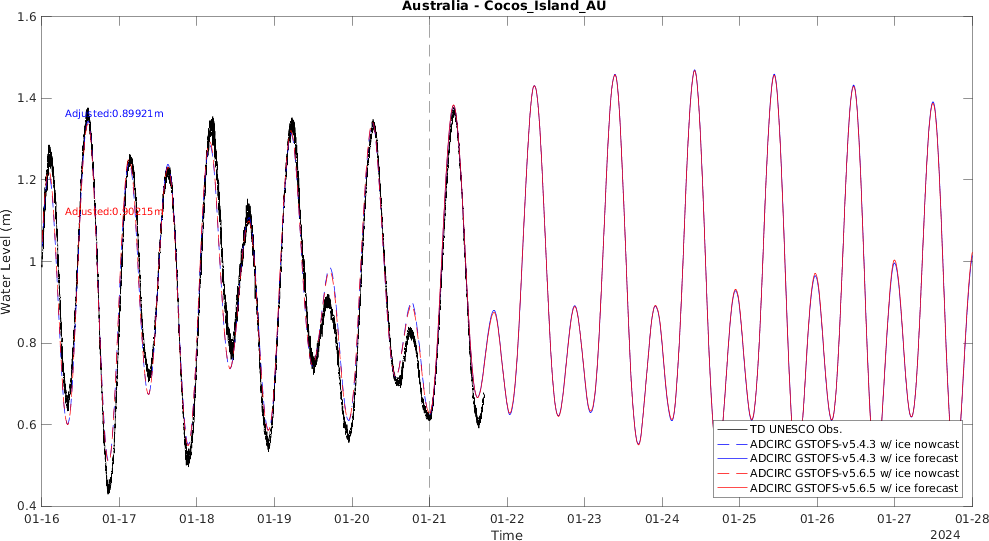 Australia - Cocos_Island_AU
1.6
1.4
1.2
1
0.8
0.6
0.4
Water Level (m)
Adjusted:0.89921m
Adjusted:0.90215m
TD UNESCO Obs.
ADCIRC GSTOFS-v5.4.3 w/ ice nowcast
ADCIRC GSTOFS-v5.4.3 w/ ice forecast
ADCIRC GSTOFS-v5.6.5 w/ ice nowcast
ADCIRC GSTOFS-v5.6.5 w/ ice forecast
01-16 01-17 01-18 01-19 01-20 01-21 01-22 01-23 01-24 01-25 01-26 01-27 01-28
Time
2024